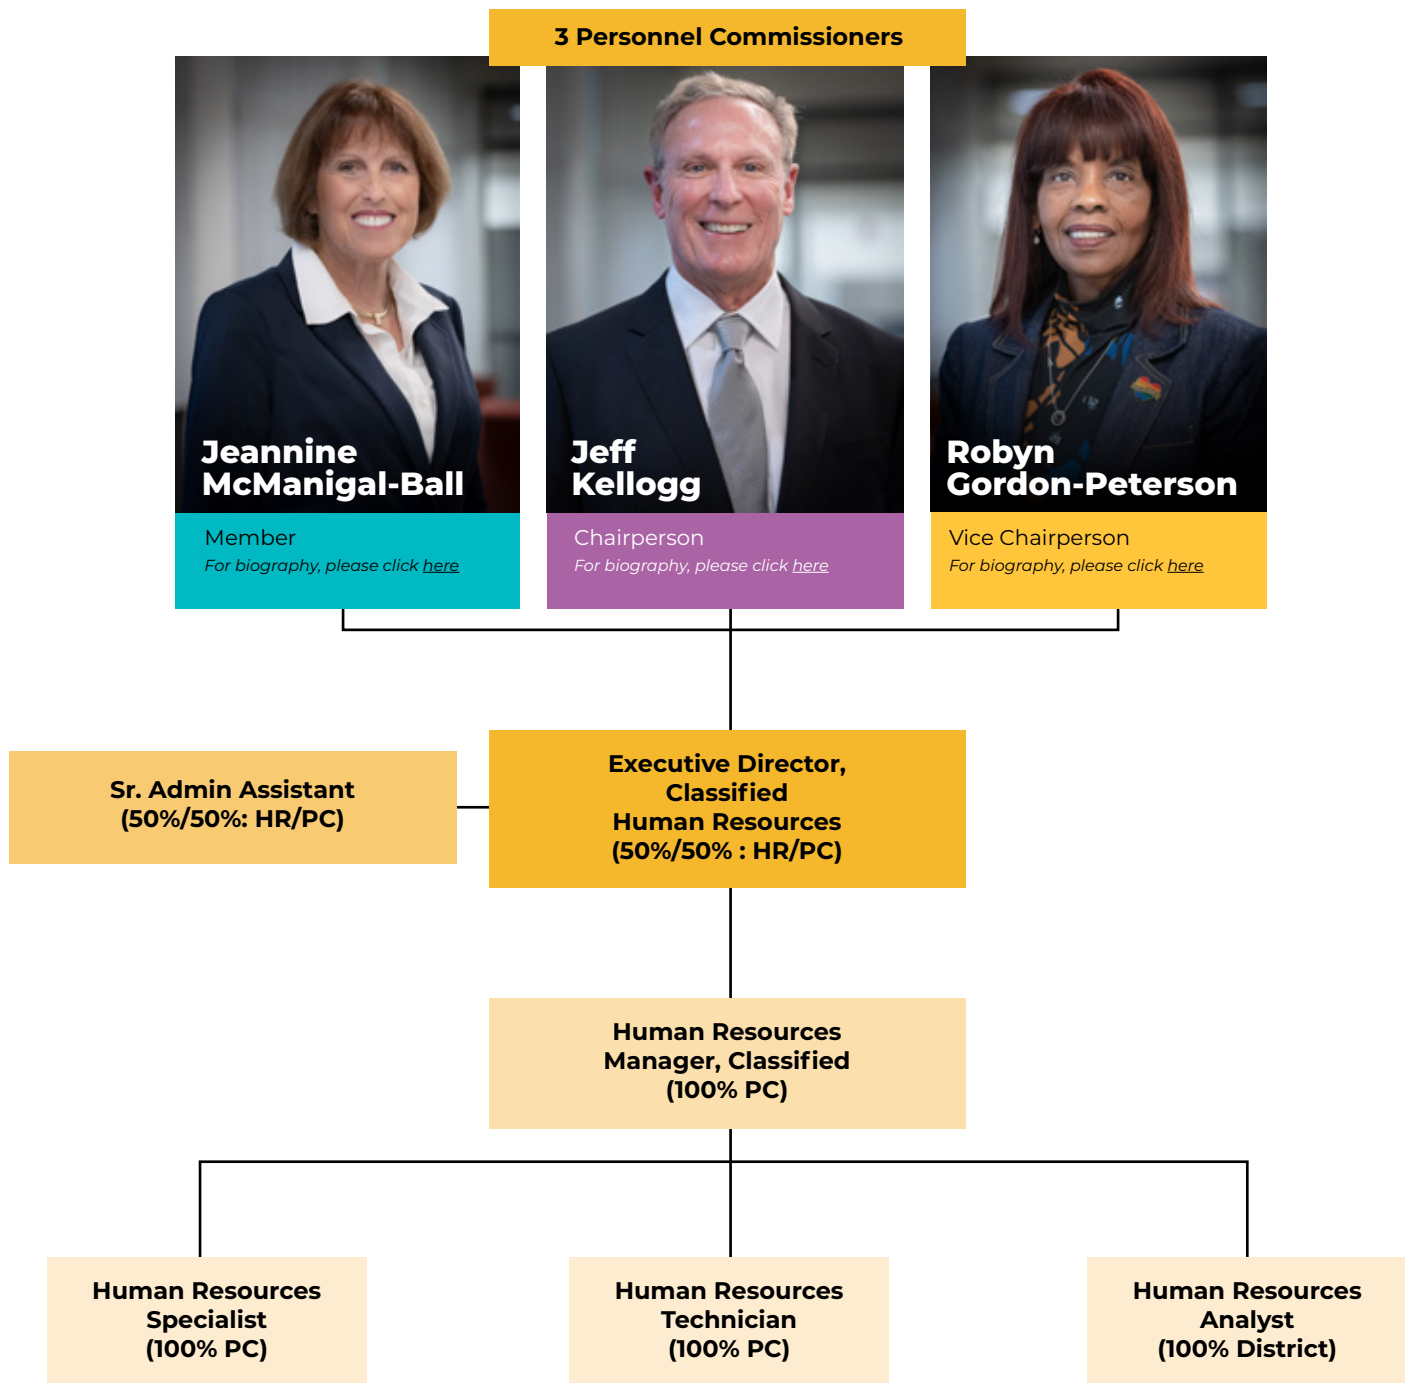 3 Personnel Commissioners
Jeannine
McManigal-Ball
Member
For biography, please click here
Jeff
Kellogg
Chairperson
For biography, please click here
Robyn
Gordon-Peterson
Vice Chairperson
For biography, please click here
Sr. Admin Assistant
(50%/50%: HR/PC)
Executive Director,
Classified
Human Resources
(50%/50% : HR/PC)
Human Resources
Manager, Classified
(100% PC)
Human Resources
Specialist
(100% PC)
Human Resources
Technician
(100% PC)
Human Resources
Analyst
(100% District)